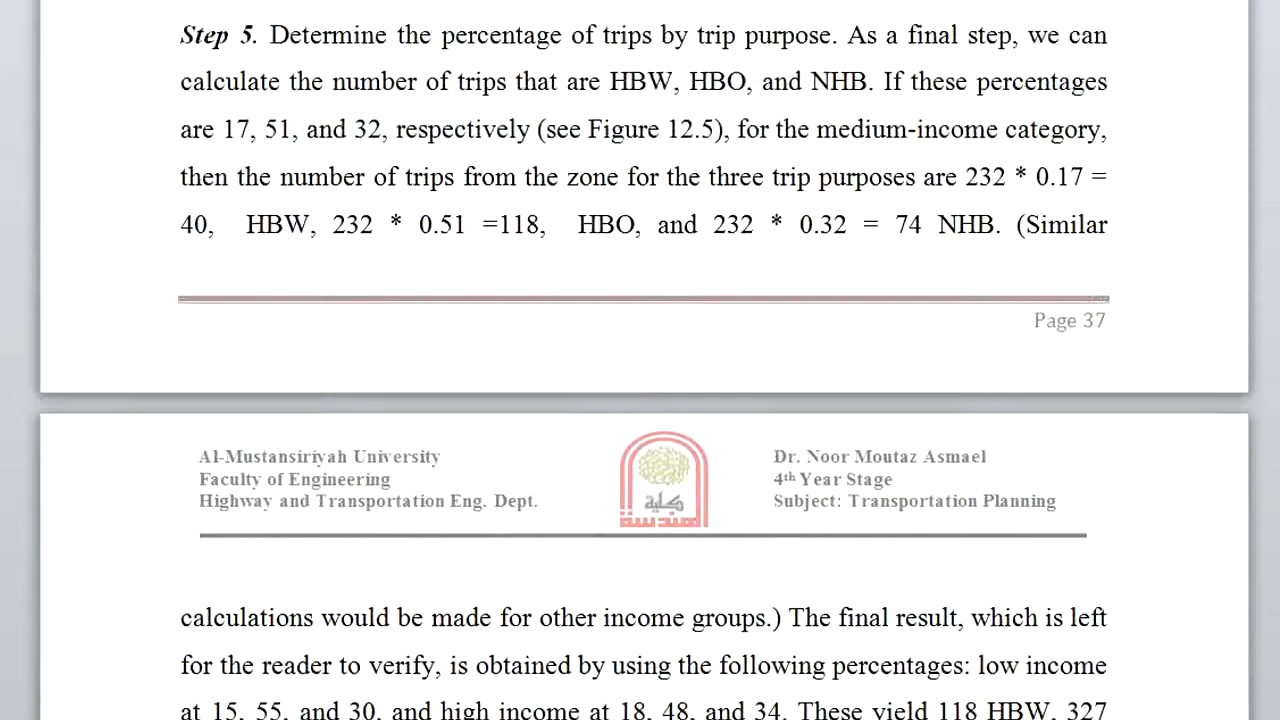 Step 5. Determine the percentage of trips by trip purpose. As a final step, we can
calculate the number of trips that are HBW, HBO, and NHB. If these percentages
are 17, 51, and 32, respectively (see Figure 12.5), for the medium-income category,
then the number of trips from the zone for the three trip purposes are 232 * 0.17 =
40, HBW, 232 * 0.51 =118, HBO, and 232 * 0.32 = 74 NHB. (Similar
Page 37
Al-Mustansiriyah University
Faculty of Engineering
Highway and Transportation Eng. Dept.
كلية
الهندسة
Dr. Noor Moutaz Asmael
4th Year Stage
Subject: Transportation Planning
calculations would be made for other income groups.) The final result, which is left
for the reader to verify, is obtained by using the following percentages: low income
at 15, 55, and 30, and high income at 18, 48, and 34. These yield 118 HBW, 327